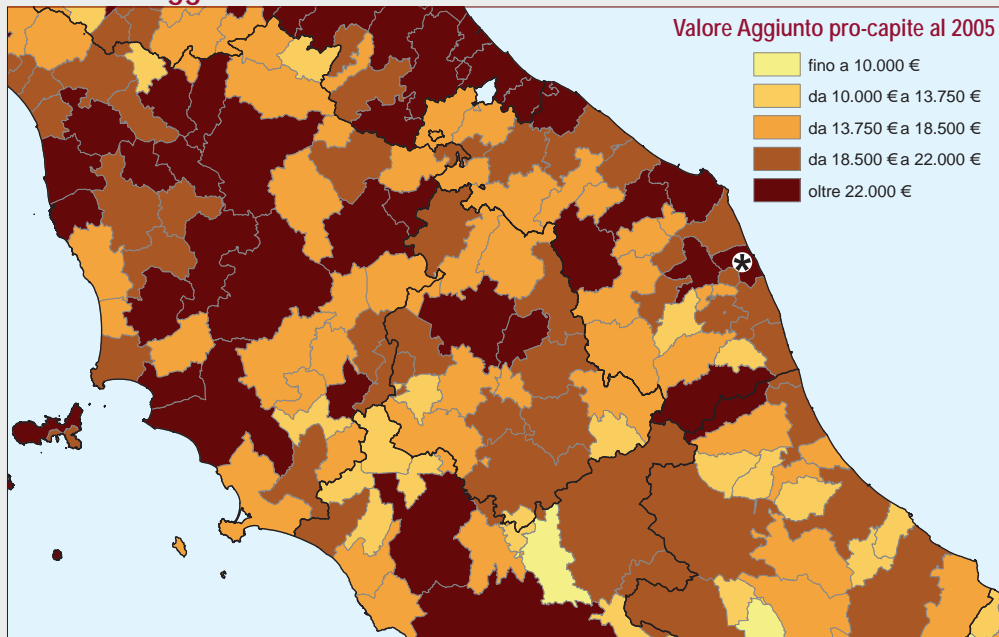 Valore Aggiunto pro-capite al 2005
fino a 10.000 €
da 10.000 € a 13.750 €
da 13.750 € a 18.500 €
da 18.500 € a 22.000 €
oltre 22.000 €
*